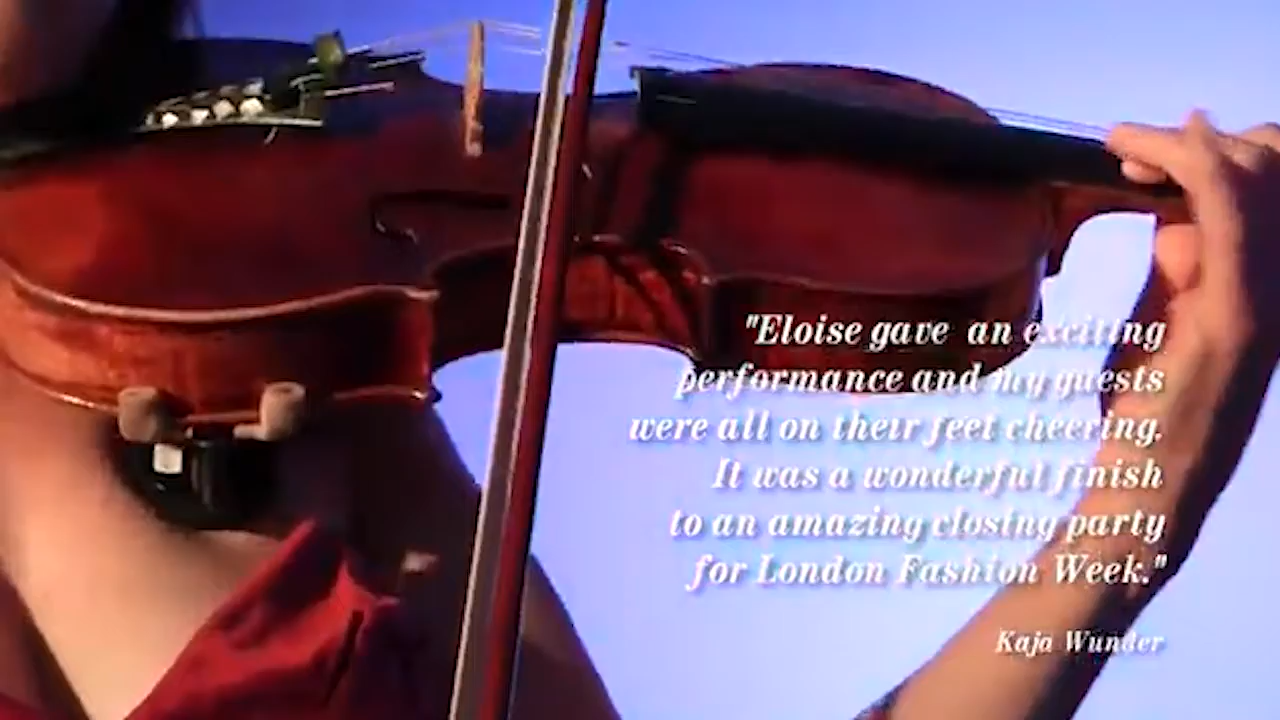 "Eloise gave an exciting
performance and my guests
were all on their feet cheering.
It was a wonderful finish
to an amazing closing party
for London Fashion Week."
Kaja Wunder